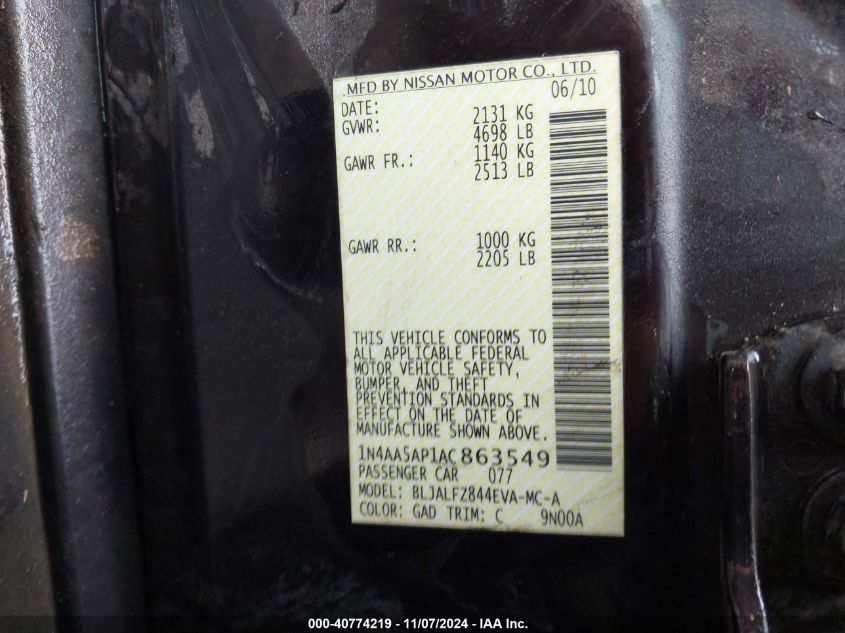 .MFD BY NISSAN MOTOR CO., LTD.
DATE: 06/10
GVWR: 2131 KG
4698 LB
GAWR FR.: 1140 KG
2513 LB
GAWR RR.: 1000 KG
2205 LB
THIS VEHICLE CONFORMS TO
ALL APPLICABLE FEDERAL
MOTOR VEHICLE SAFETY,
BUMPER, AND THEFT
PREVENTION STANDARDS IN
EFFECT ON THE DATE OF
MANUFACTURE SHOWN ABOVE.
1N4AA5AP1AC863549
PASSENGER CAR 077
MODEL: BLJALFZ844EVA-MC-A
COLOR: GAD TRIM: C 9N00A
000-40774219 - 11/07/2024 - IAA Inc.